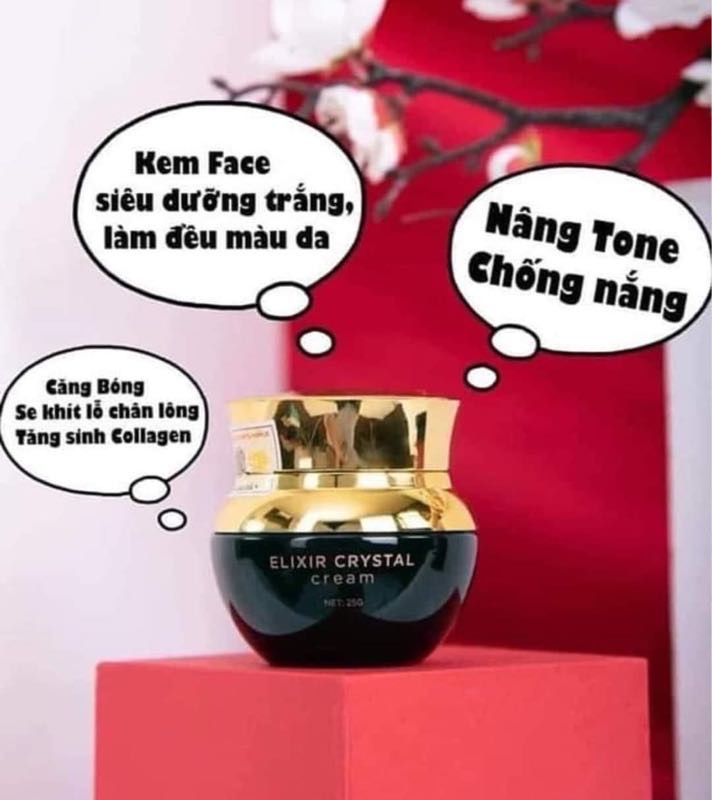 Kem Face
siêu dưỡng trắng,
làm đều màu da
Nâng Tone
Chống nắng
Căng Bóng
Se khít lỗ chân lông
Tăng sinh Collagen
ELIXIR CRYSTAL
cream
NET: 25G